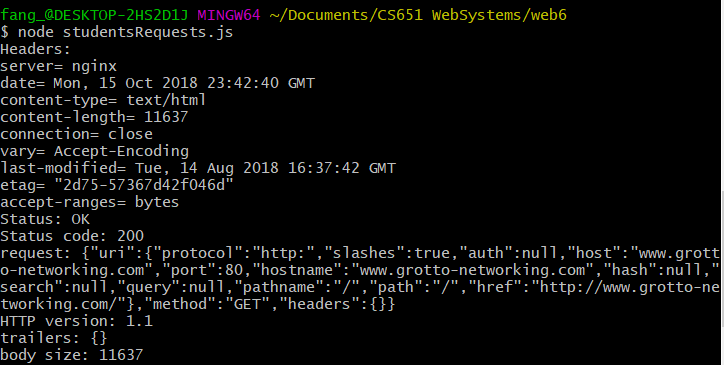 fang_@DESKTOP-2HS2D1J MINGW64 ~/Documents/CS651 WebSystems/web6
$ node studentsRequests.js
Headers:
server= nginx
date= Mon, 15 Oct 2018 23:42:40 GMT
content-type= text/html
content-length= 11637
connection= close
vary= Accept-Encoding
last-modified= Tue, 14 Aug 2018 16:37:42 GMT
etag= "2d75-57367d42f046d"
accept-ranges= bytes
Status: OK
Status code: 200
request: {"uri":{"protocol":"http:","slashes":true,"auth":null,"host":"www.grott
o-networking.com","port":80,"hostname":"www.grotto-networking.com","hash":null,"
search":null,"query":null,"pathname":"/","path":"/","href":"http://www.grotto-ne
tworking.com/"},"method":"GET","headers":{}}
HTTP version: 1.1
trailers: {}
body size: 11637